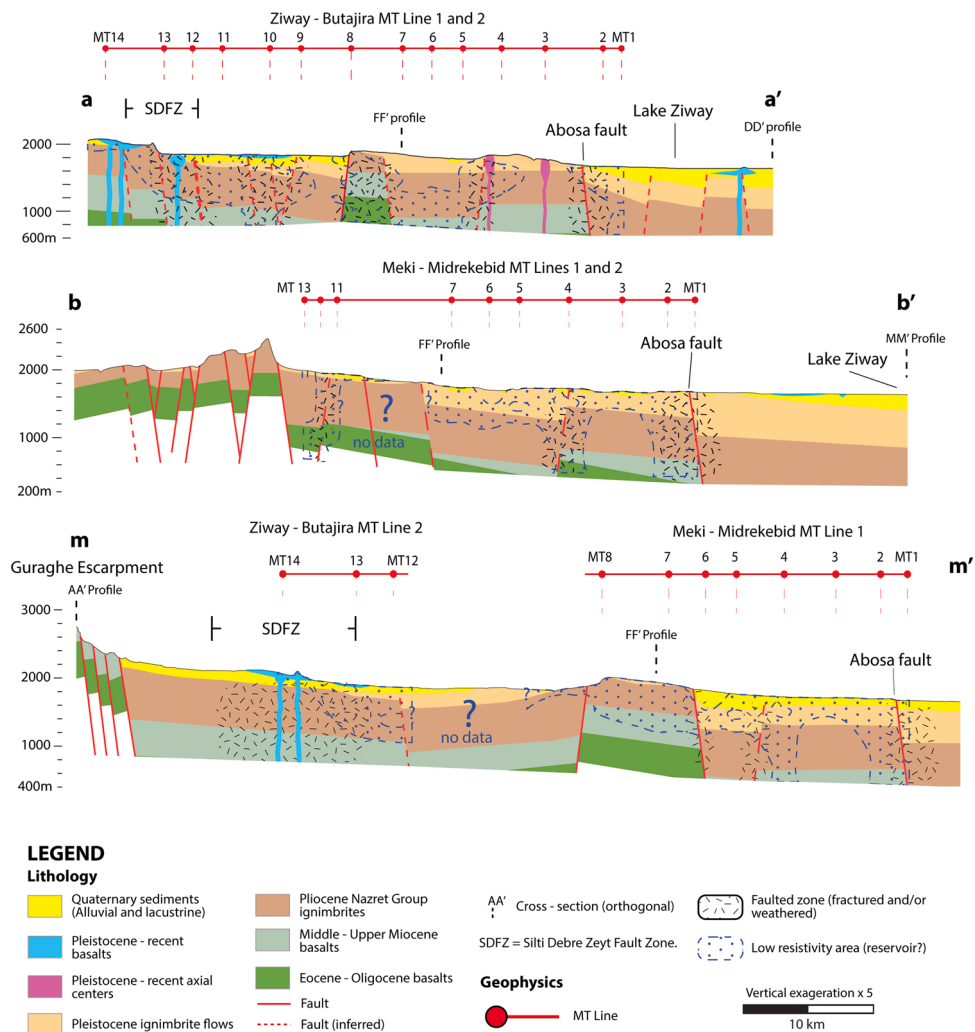 Ziway - Butajira MT Line 1 and 2
MT14 13 12 11 10 9 8 7 6 5 4 3 2 MT1
a
SDFZ
FF' profile
Abosa fault
Lake Ziway
a'
DD' profile
2000
1000
600m
Meki - Midrekebid MT Lines 1 and 2
MT 13 11 7 6 5 4 3 2 MT1
b
b'
2600
FF' Profile
Abosa fault
Lake Ziway
MM' Profile
2000
?
?
no data
1000
200m
Ziway - Butajira MT Line 2
Meki - Midrekebid MT Line 1
m
m'
MT14 13 MT12
MT8 7 6 5 4 3 2 MT1
Guraghe Escarpment
AA' Profile
3000
SDFZ
FF' Profile
Abosa fault
2000
?
?
?
no data
1000
400m
LEGEND
Lithology
Quaternary sediments
(Alluvial and lacustrine)
Pleistocene - recent
basalts
Pleistocene - recent axial
centers
Pleistocene ignimbrite flows
Pliocene Nazret Group
ignimbrites
Middle - Upper Miocene
basalts
Eocene - Oligocene basalts
Fault
Fault (inferred)
AA' Cross - section (orthogonal)
SDFZ = Silti Debre Zeyt Fault Zone.
Geophysics
MT Line
Faulted zone (fractured and/or
weathered)
Low resistivity area (reservoir?)
Vertical exageration x 5
10 km